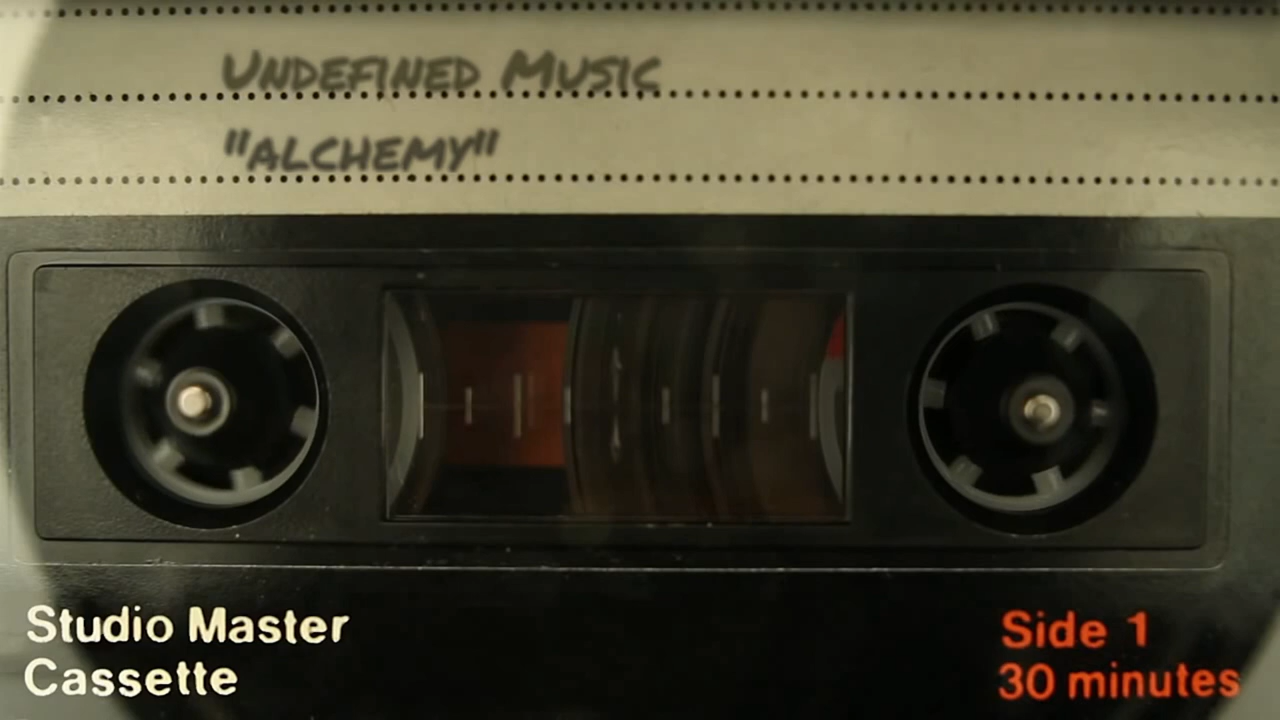 UNDEFINED MUSIC
"ALCHEMY"
Studio Master
Cassette
Side 1
30 minutes